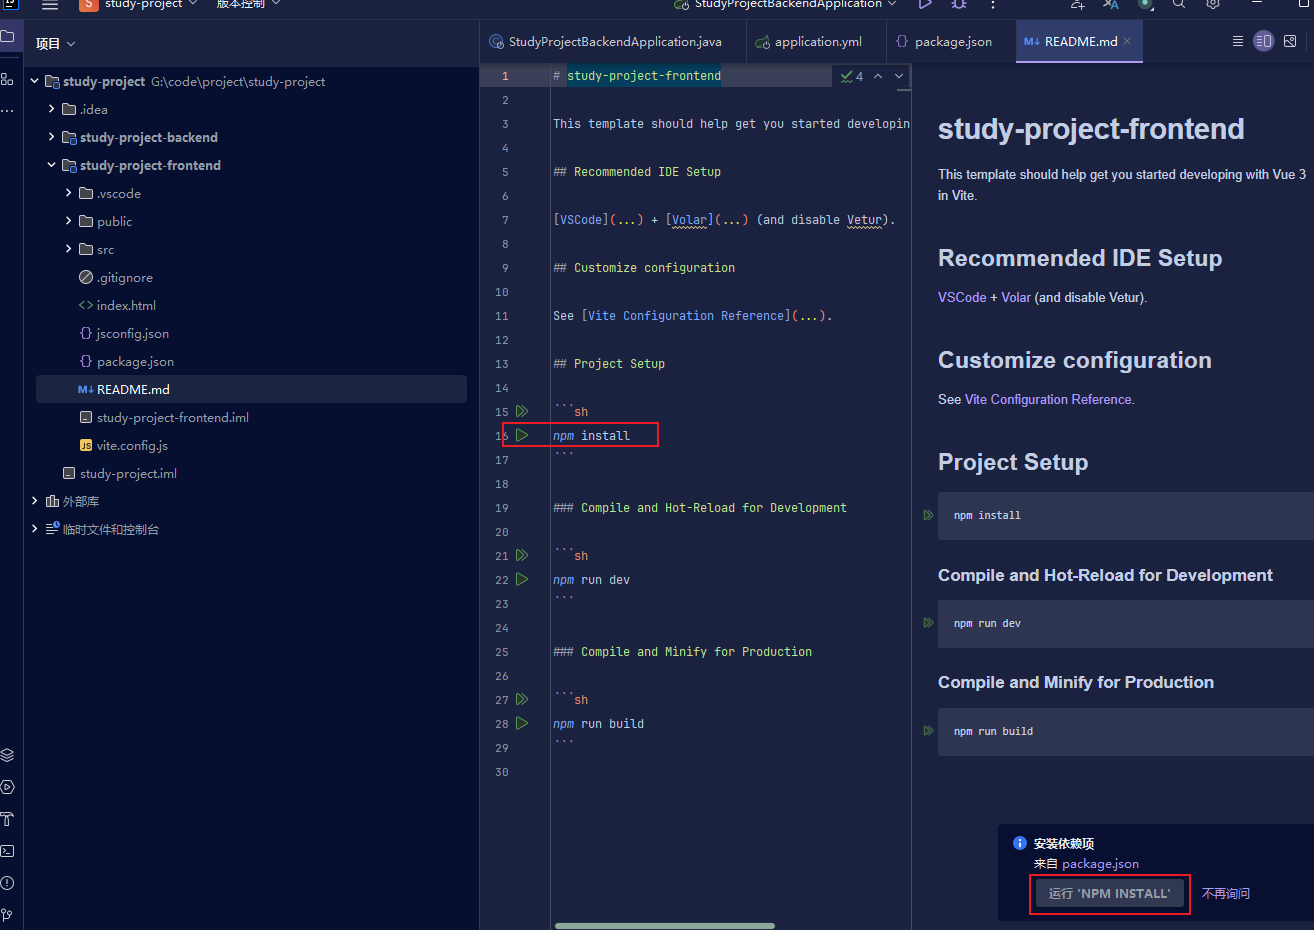 S study-project 版本控制 StudyProjectBackendApplication
项目
StudyProjectBackendApplication.java application.yml package.json README.md
study-project G:\code\project\study-project
.idea
study-project-backend
study-project-frontend
.vscode
public
src
.gitignore
index.html
jsconfig.json
package.json
README.md
study-project-frontend.iml
vite.config.js
study-project.iml
外部库
临时文件和控制台
1 # study-project-frontend 4
2
3 This template should help get you started developin
4
5 ## Recommended IDE Setup
6
7 [VSCode](...) + [Volar](...) (and disable Vetur).
8
9 ## Customize configuration
10
11 See [Vite Configuration Reference](...).
12
13 ## Project Setup
14
15 ```sh
16 npm install
17 ```
18
19 ### Compile and Hot-Reload for Development
20
21 ```sh
22 npm run dev
23 ```
24
25 ### Compile and Minify for Production
26
27 ```sh
28 npm run build
29 ```
30
study-project-frontend
This template should help get you started developing with Vue 3
in Vite.
Recommended IDE Setup
VSCode + Volar (and disable Vetur).
Customize configuration
See Vite Configuration Reference.
Project Setup
npm install
Compile and Hot-Reload for Development
npm run dev
Compile and Minify for Production
npm run build
安装依赖项
来自 package.json
运行 'NPM INSTALL' 不再询问